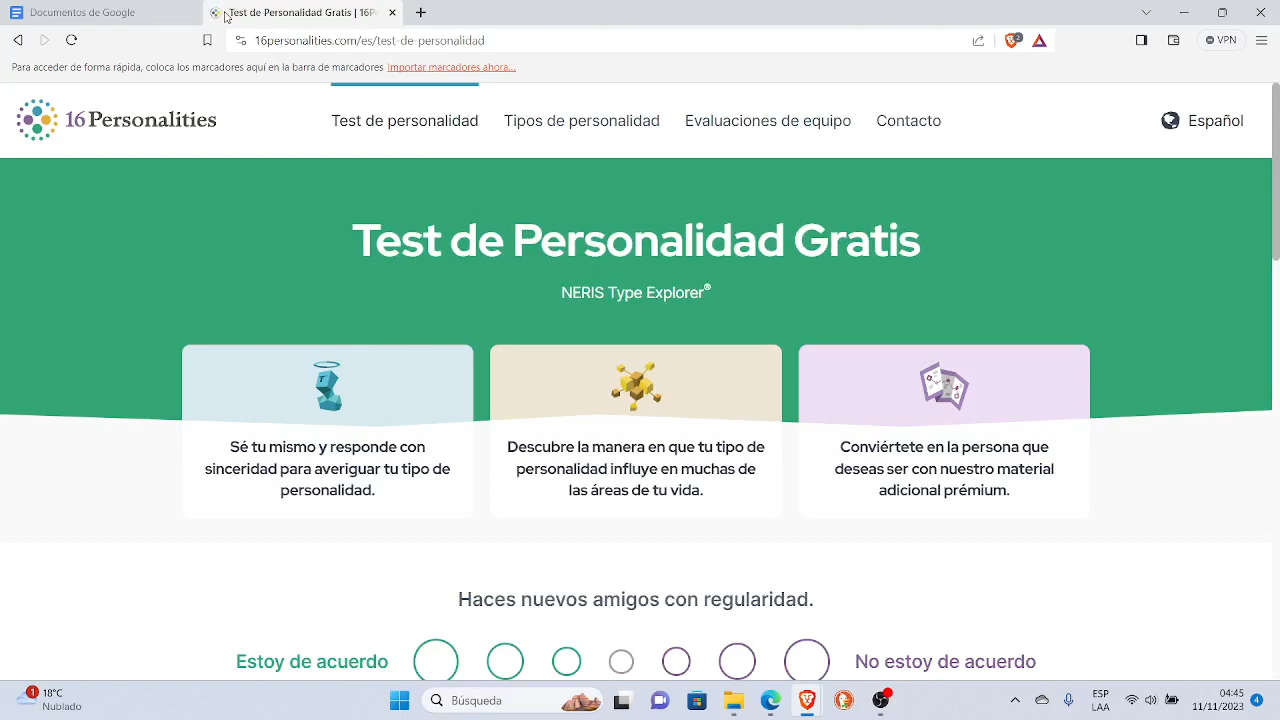 Documentos de Google
Test de Personalidad Gratis | 16P
16personalities.com/es/test-de-personalidad
2
VPN
Para acceder de forma rápida, coloca los marcadores aquí en la barra de marcadores Importar marcadores ahora...
16Personalities
Test de personalidad
Tipos de personalidad
Evaluaciones de equipo
Contacto
Español
Test de Personalidad Gratis
NERIS Type Explorer®
T
Sé tu mismo y responde con
sinceridad para averiguar tu tipo de
personalidad.
Descubre la manera en que tu tipo de
personalidad influye en muchas de
las áreas de tu vida.
Conviértete en la persona que
deseas ser con nuestro material
adicional prémium.
Haces nuevos amigos con regularidad.
Estoy de acuerdo
No estoy de acuerdo
1
18°C
Nublado
Búsqueda
ESP
LAA
04:45
11/11/2023
4